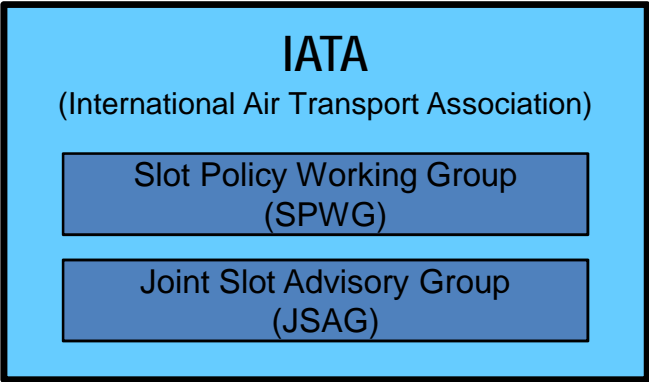 IATA
(International Air Transport Association)
Slot Policy Working Group
(SPWG)
Joint Slot Advisory Group
(JSAG)